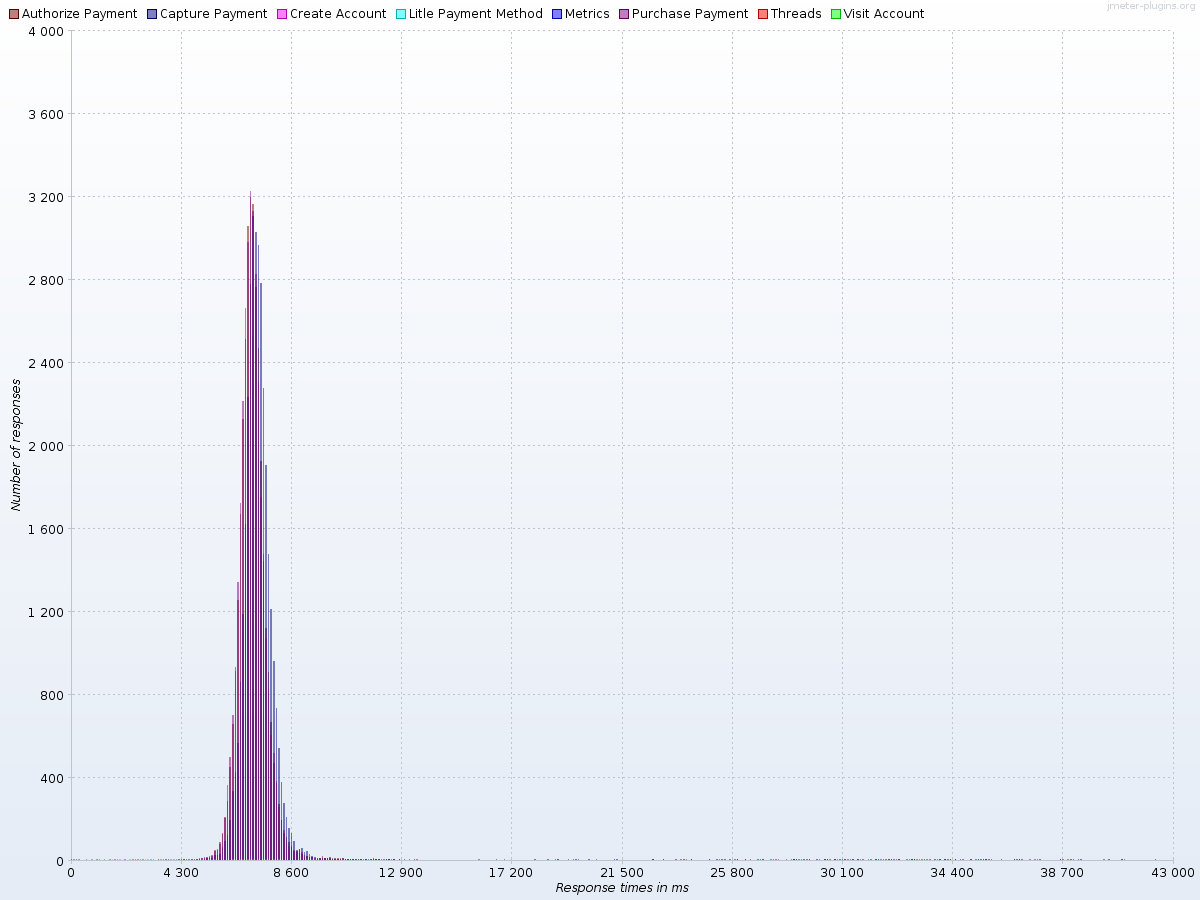 Authorize Payment Capture Payment Create Account Litle Payment Method Metrics Purchase Payment Threads Visit Account
jmeter-plugins.org
4 000
3 600
3 200
2 800
2 400
2 000
1 600
1 200
800
400
0
Number of responses
0 4 300 8 600 12 900 17 200 21 500 25 800 30 100 34 400 38 700 43 000
Response times in ms